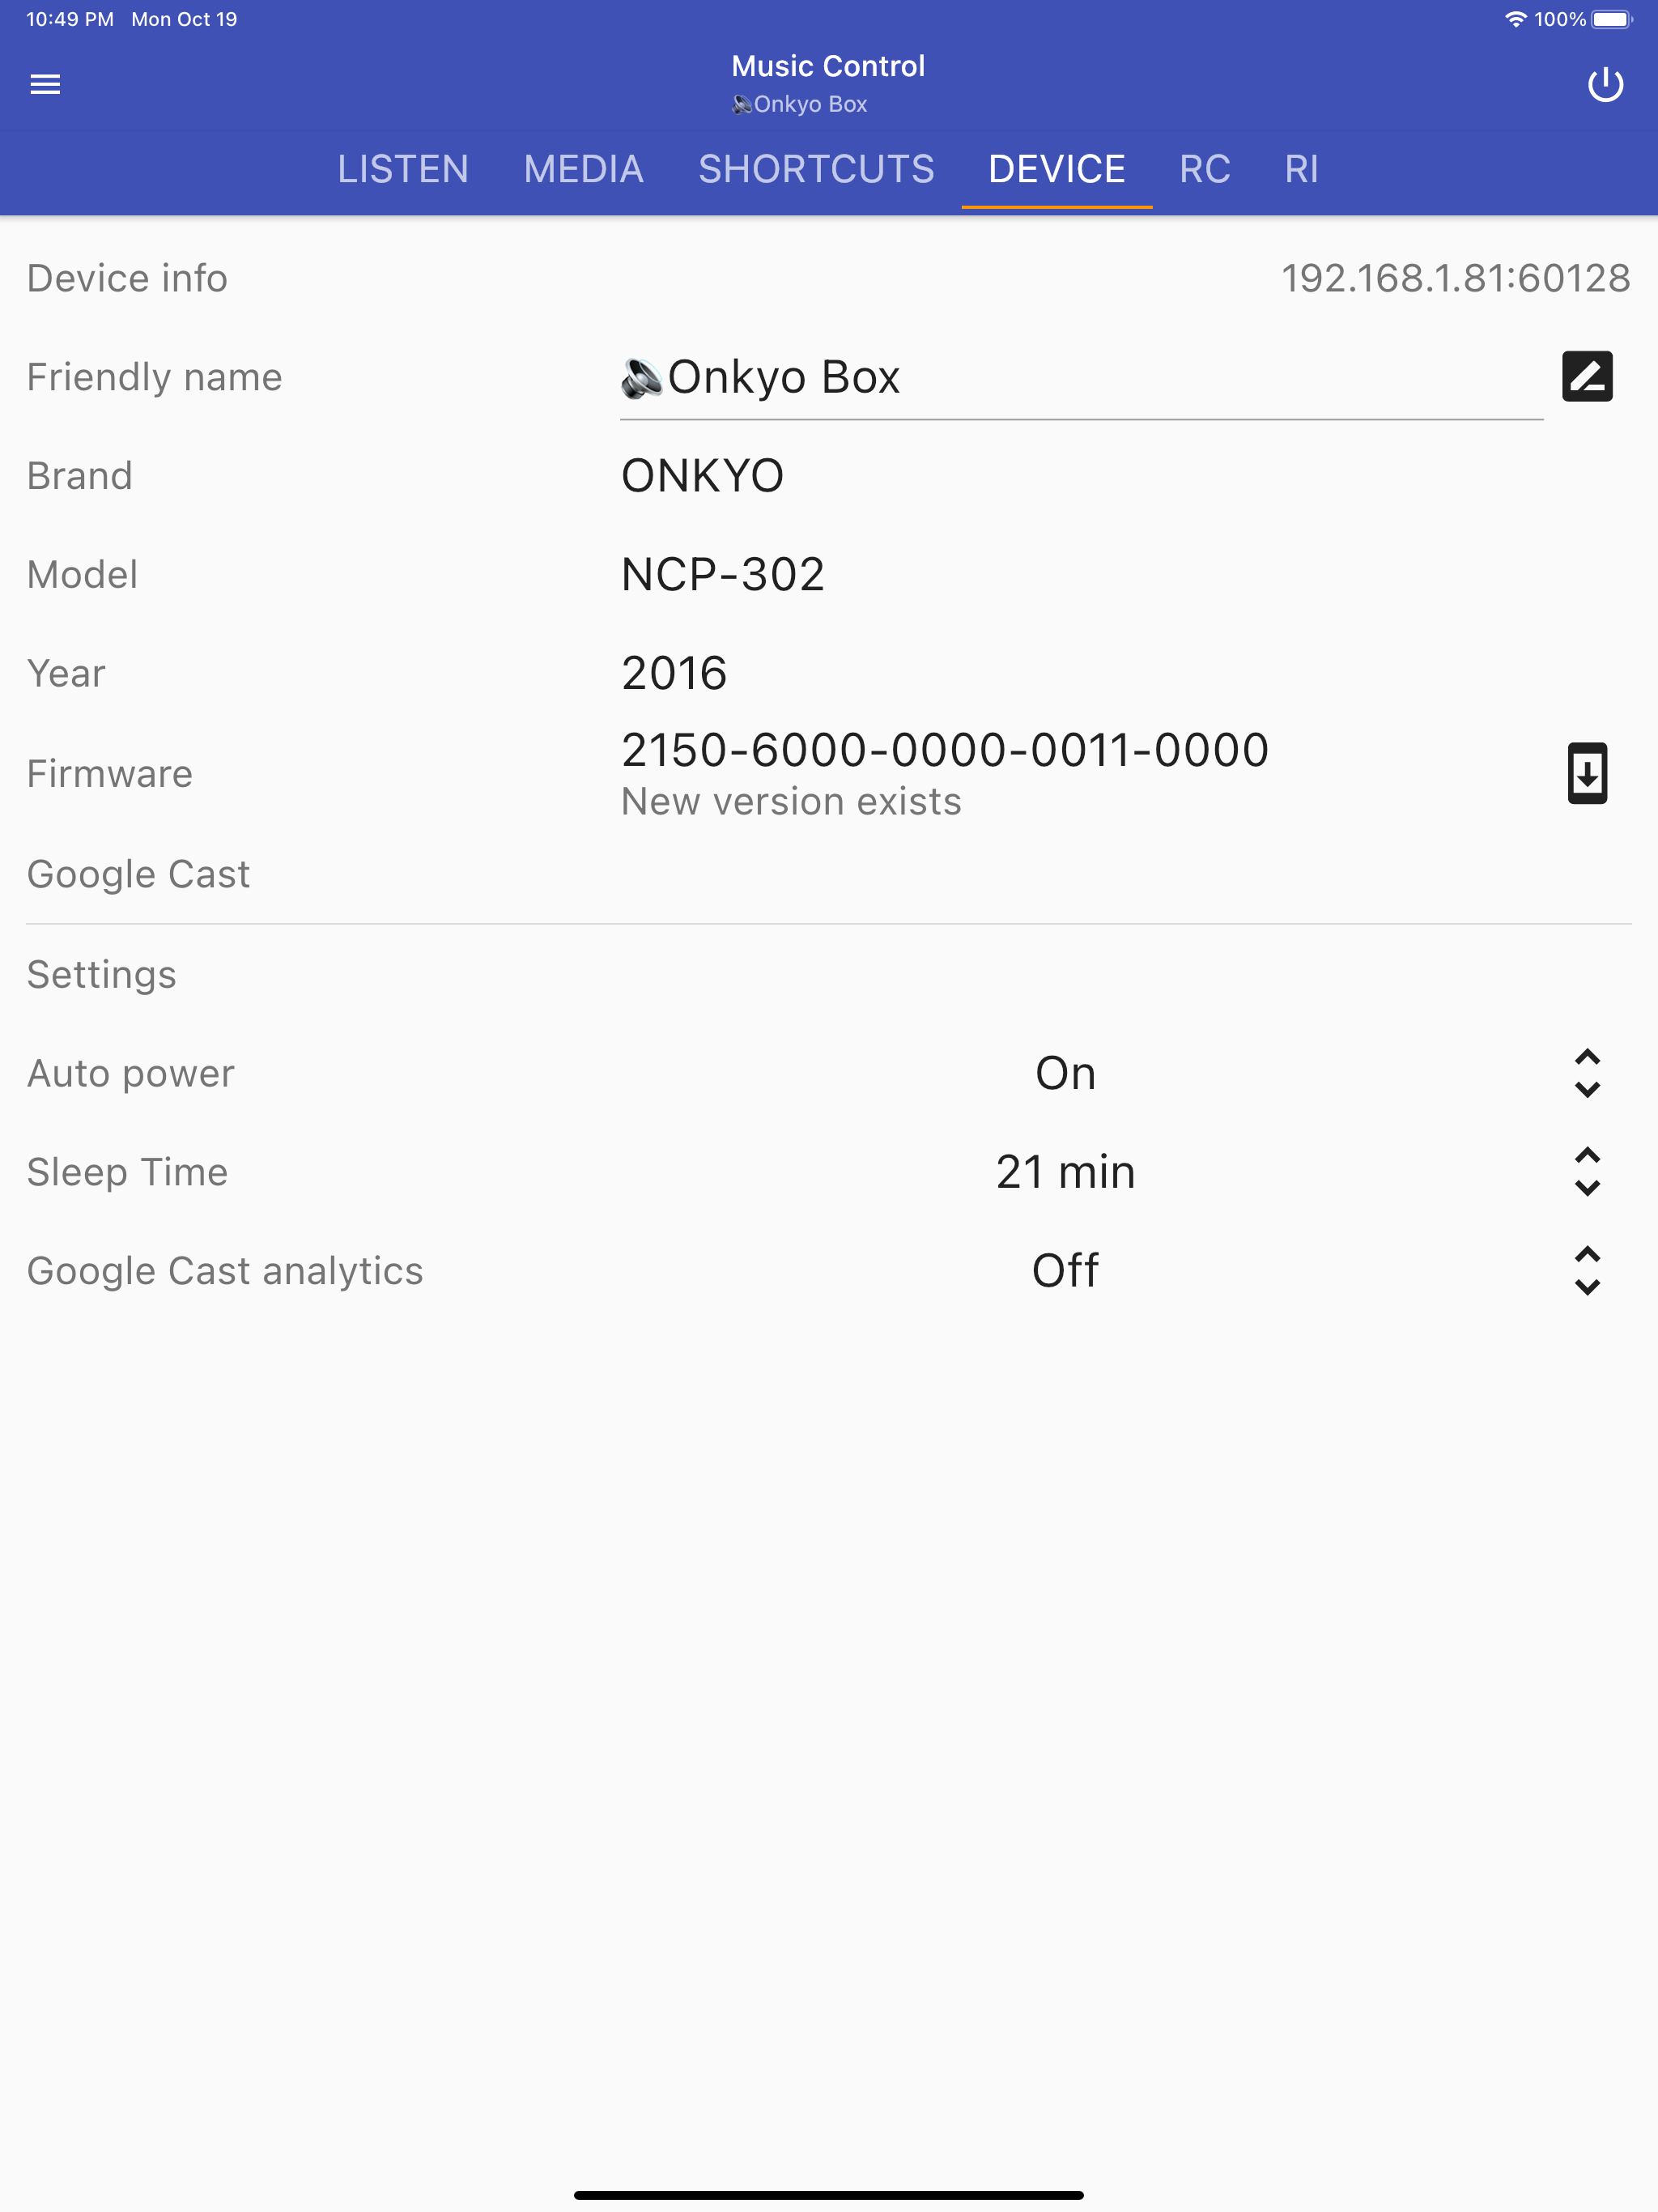 10:49 PM Mon Oct 19 100%
Music Control
🔊Onkyo Box
LISTEN MEDIA SHORTCUTS DEVICE RC RI
Device info 192.168.1.81:60128
Friendly name 🔊Onkyo Box
Brand ONKYO
Model NCP-302
Year 2016
Firmware 2150-6000-0000-0011-0000
New version exists
Google Cast
Settings
Auto power On
Sleep Time 21 min
Google Cast analytics Off